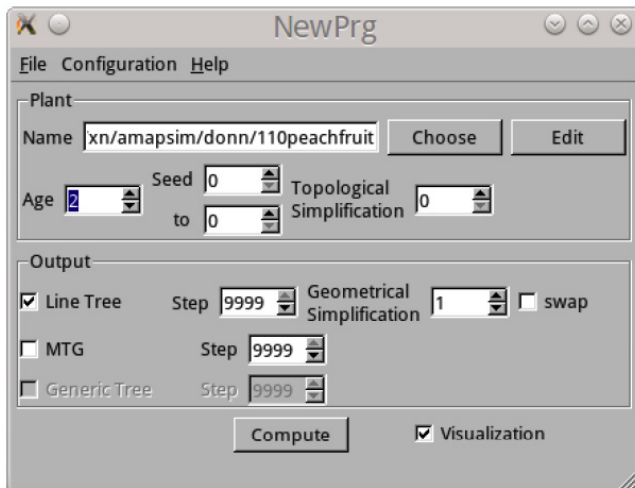 NewPrg
File Configuration Help
Plant
Name xn/amapsim/donn/110peachfruit Choose Edit
Age 2 Seed 0 to 0 Topological Simplification 0
Output
Line Tree Step 9999 Geometrical Simplification 1 swap
MTG Step 9999
Generic Tree Step 9999
Compute Visualization